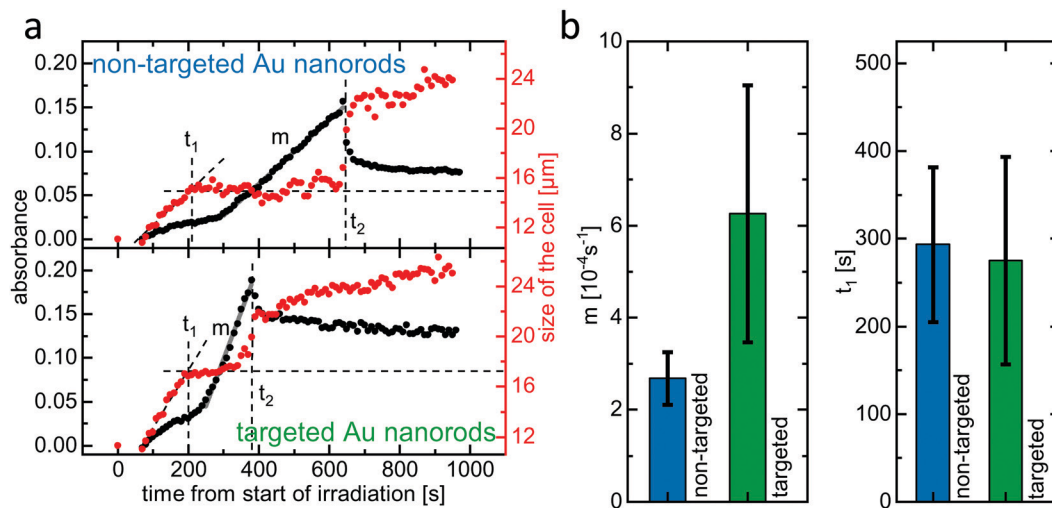 a
non-targeted Au nanorods
0.20
0.15
0.10
0.05
0.00
t1
m
t2
24
20
16
12
absorbance
size of the cell [µm]
0.20
0.15
0.10
0.05
0.00
t1
m
t2
targeted Au nanorods
24
20
16
12
0 200 400 600 800 1000
time from start of irradiation [s]
b
m [10⁻⁴s⁻¹]
10
8
6
4
2
0
non-targeted
targeted
t1 [s]
500
400
300
200
100
0
non-targeted
targeted